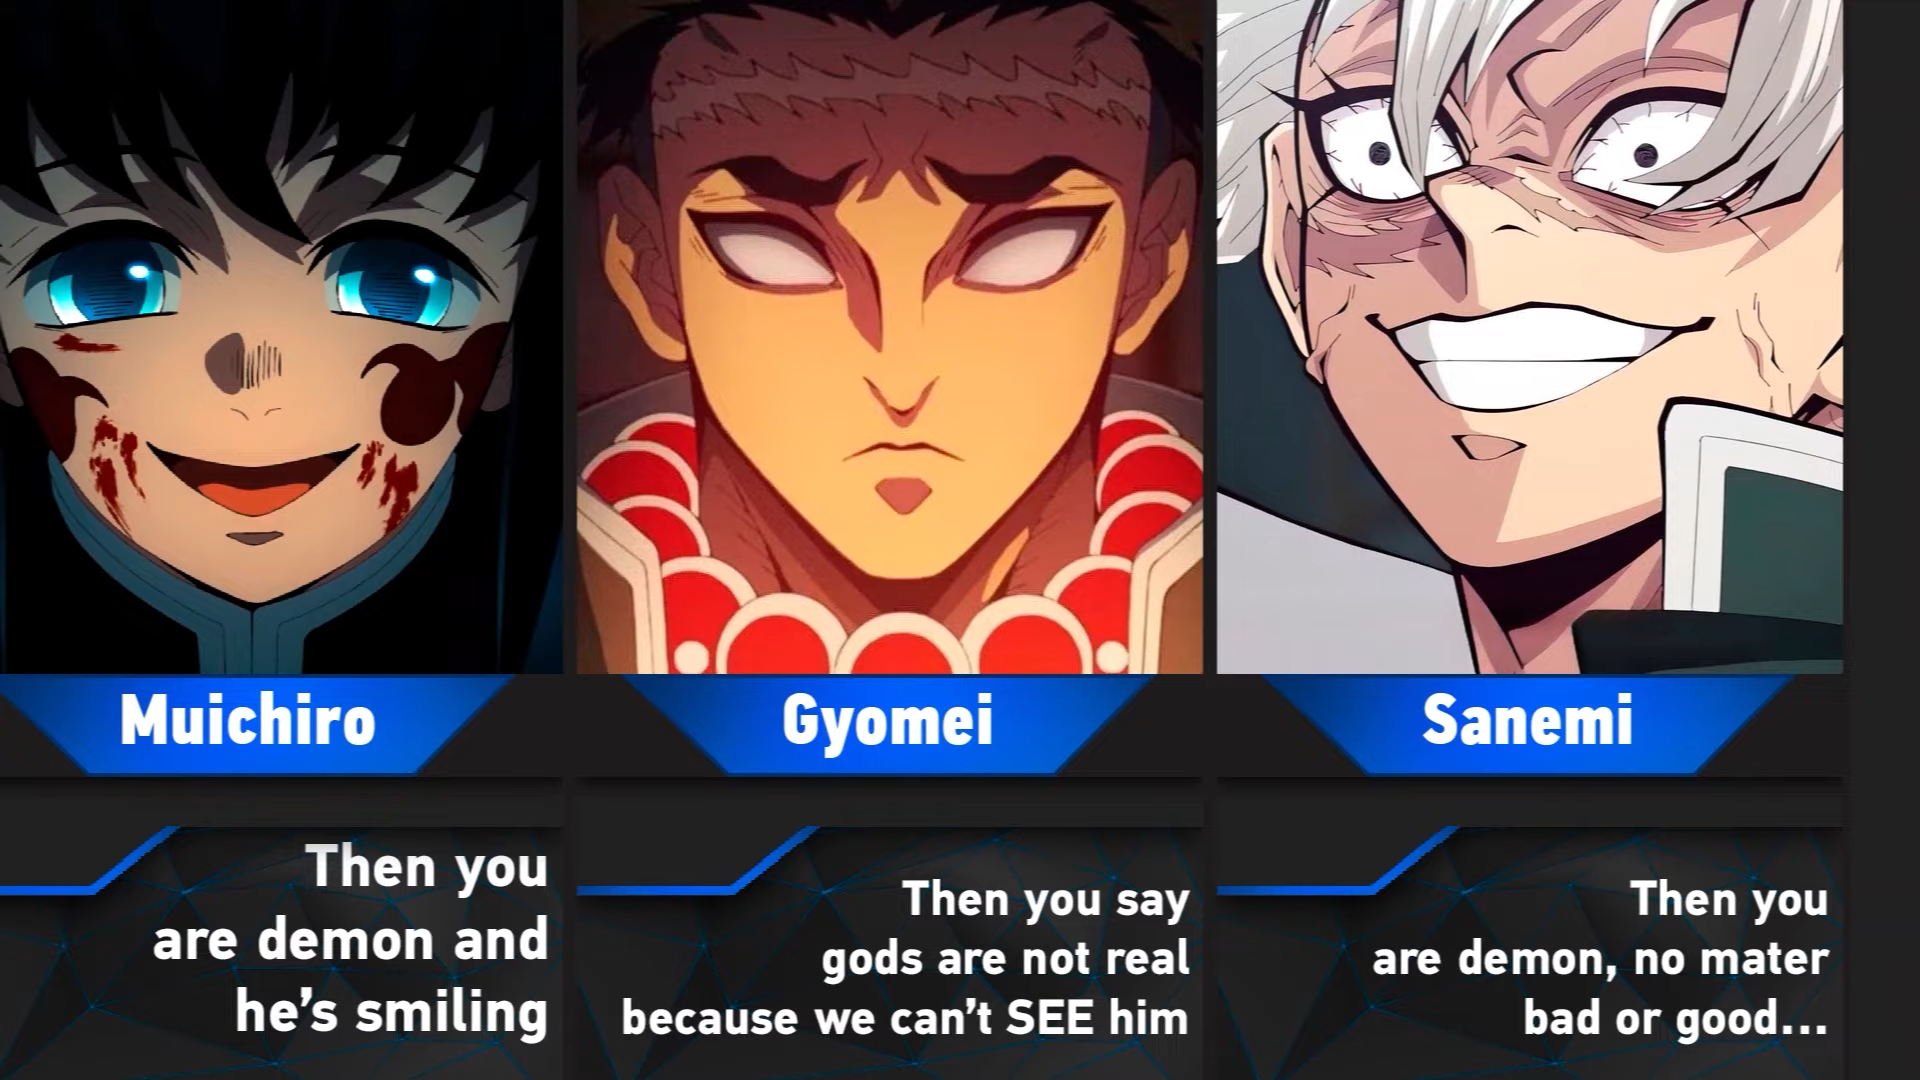 Muichiro
Then you
are demon and
he's smiling
Gyomei
Then you say
gods are not real
because we can't SEE him
Sanemi
Then you
are demon, no mater
bad or good...